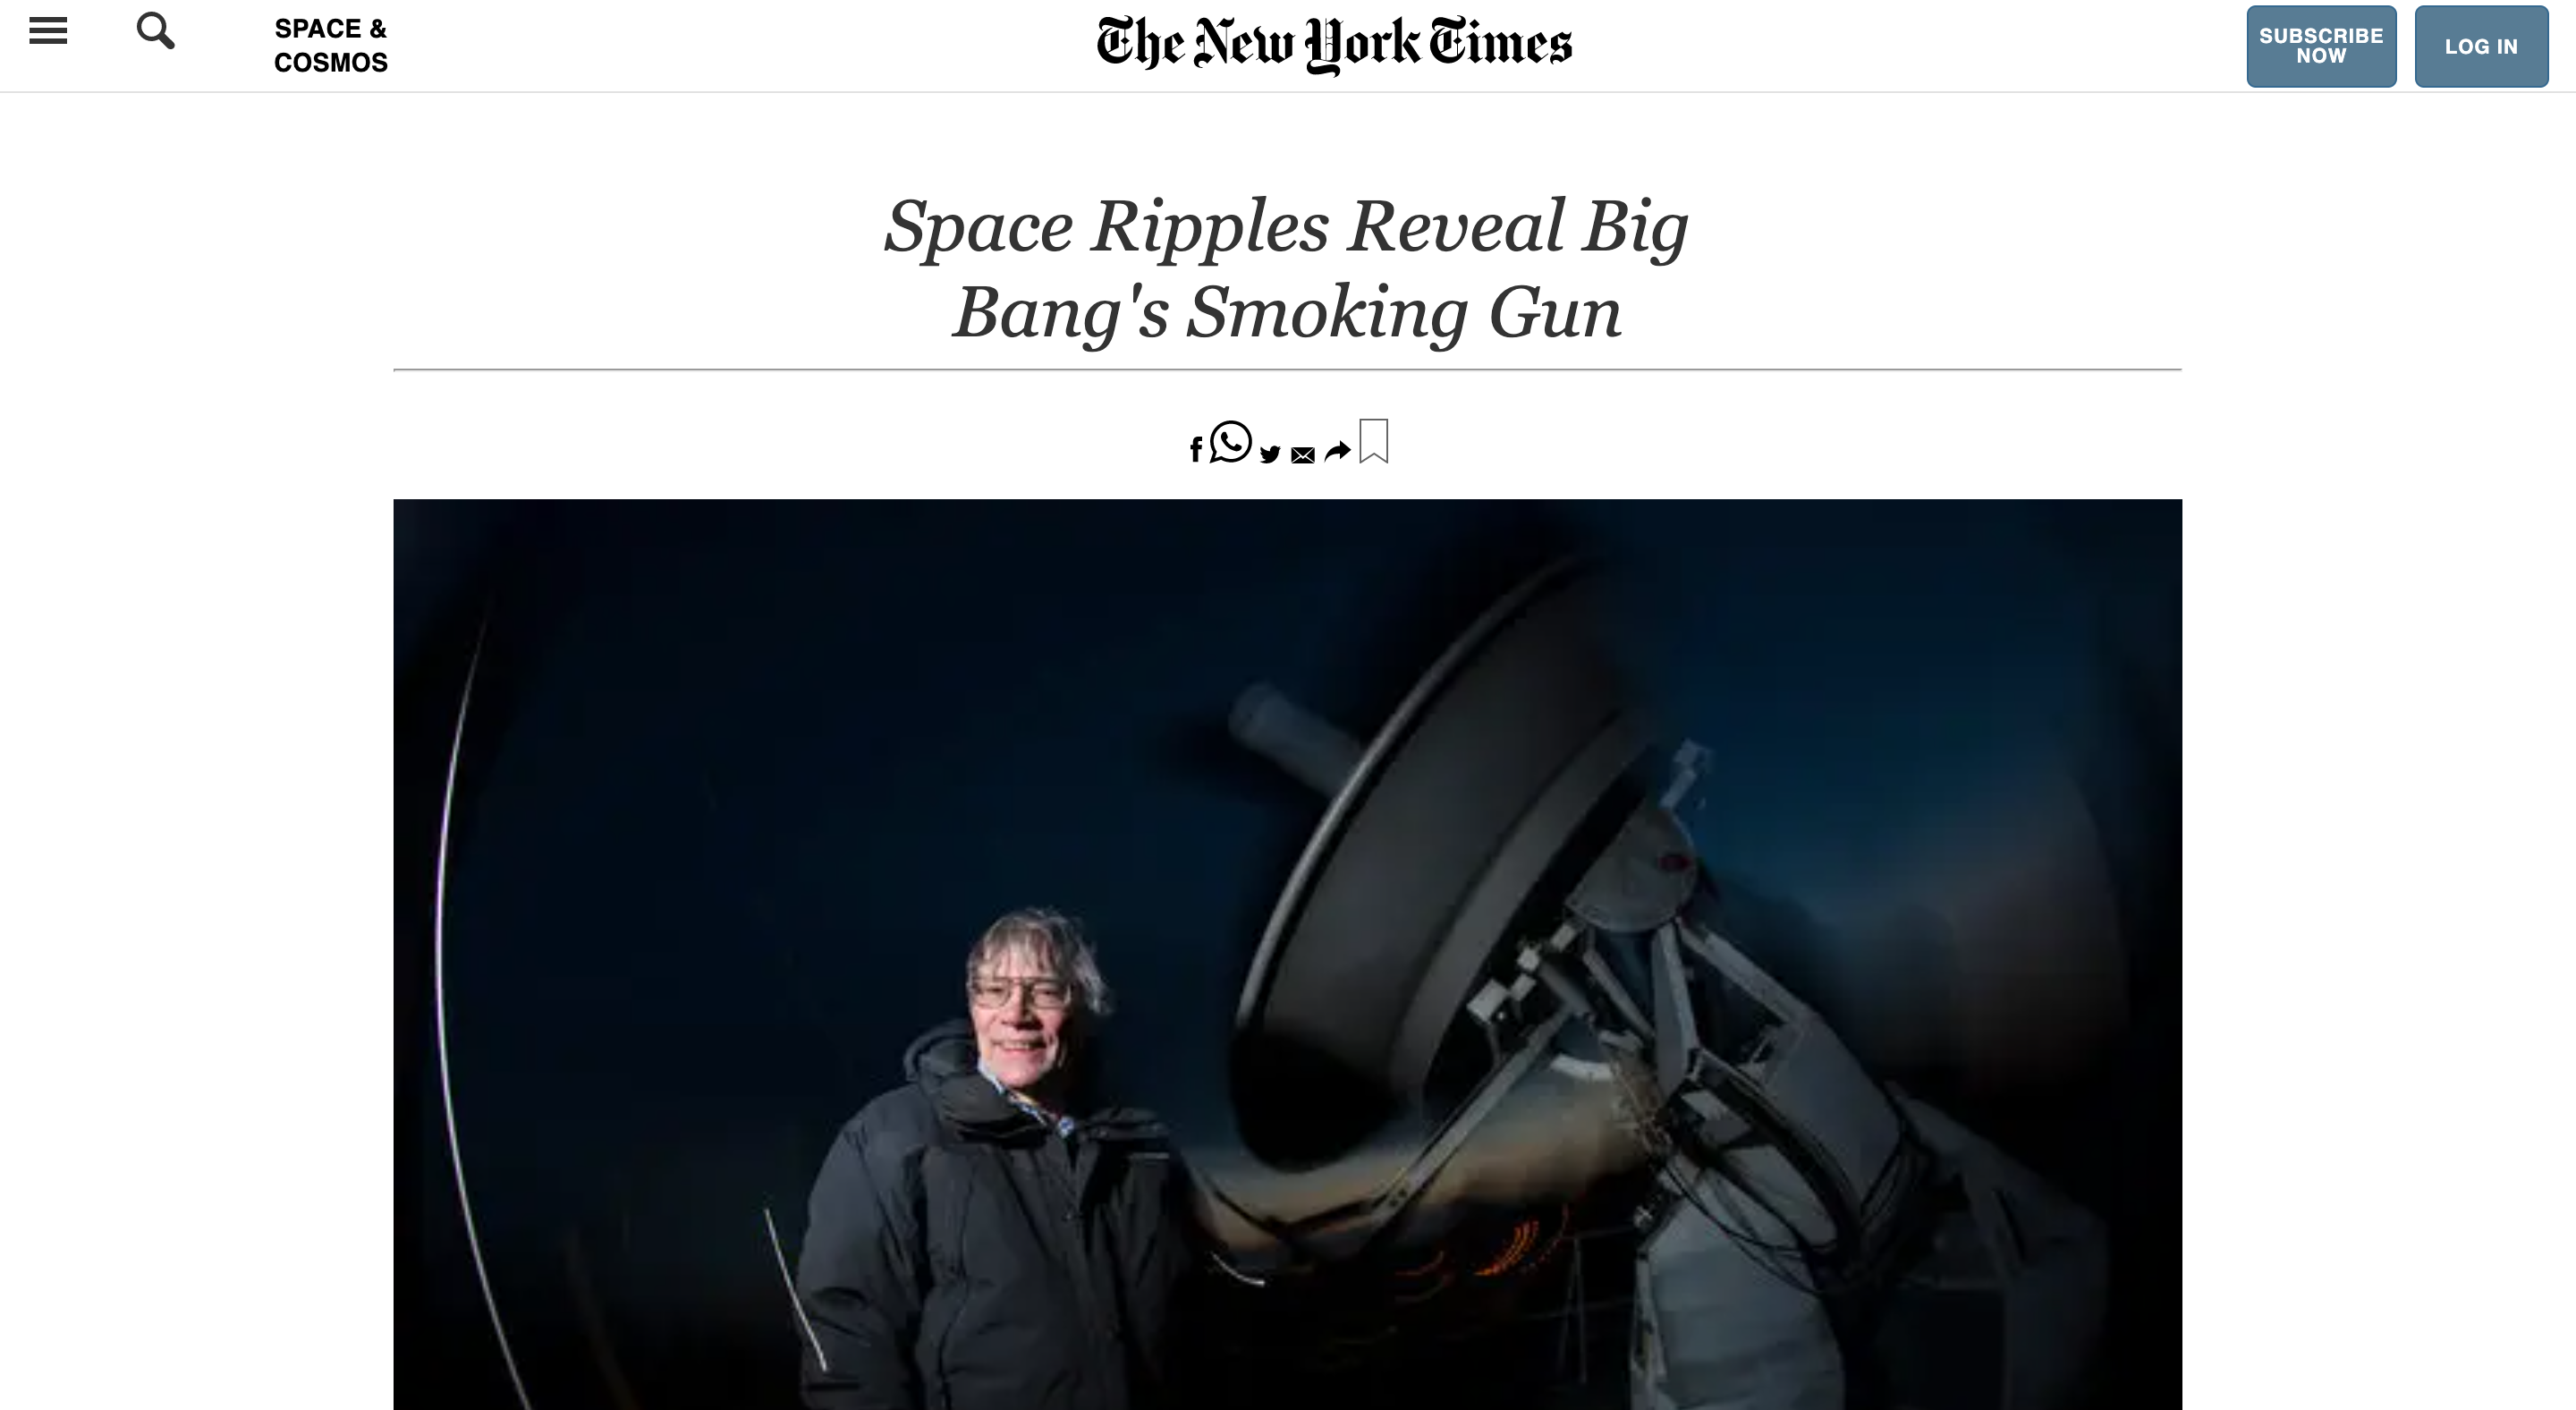 SPACE &
COSMOS
The New York Times
SUBSCRIBE
NOW
LOG IN
Space Ripples Reveal Big
Bang's Smoking Gun